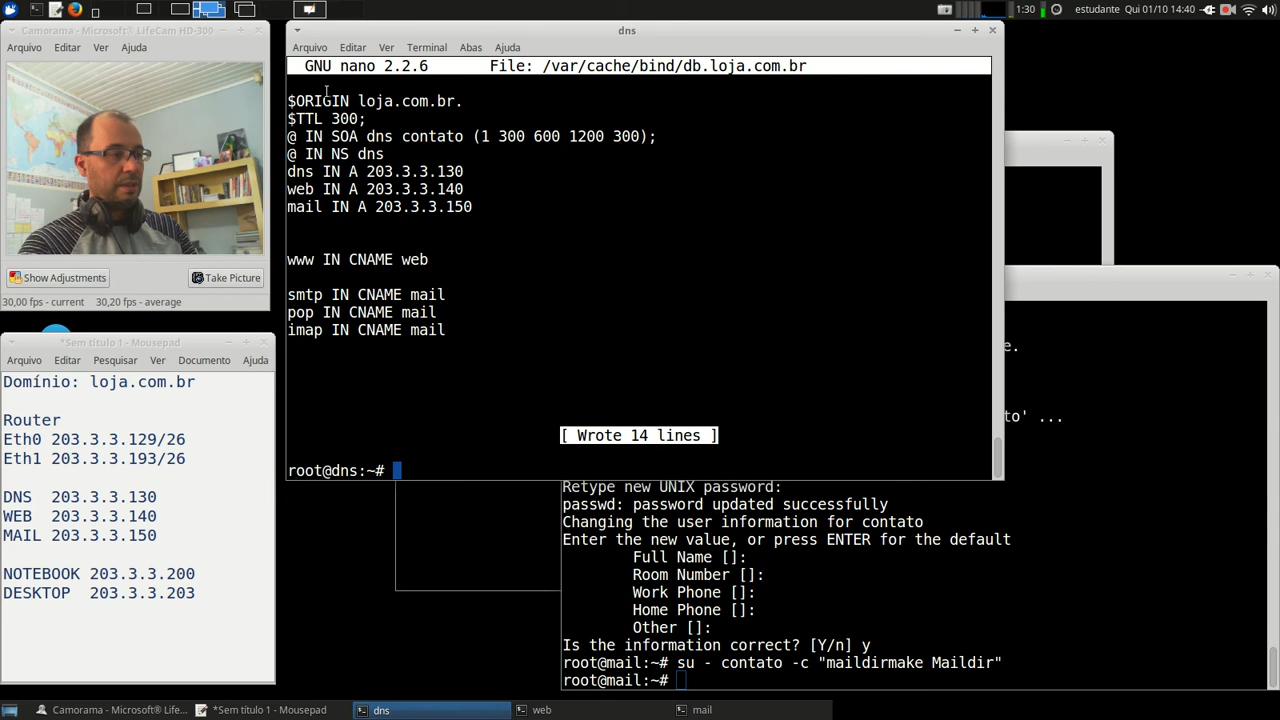 1:30 estudante Qui 01/10 14:40
Camorama - Microsoft® LifeCam HD-300
Arquivo Editar Ver Ajuda
Show Adjustments Take Picture
30,00 fps - current 30,20 fps - average
*Sem título 1 - Mousepad
Arquivo Editar Pesquisar Ver Documento Ajuda
Domínio: loja.com.br
Router
Eth0 203.3.3.129/26
Eth1 203.3.3.193/26
DNS 203.3.3.130
WEB 203.3.3.140
MAIL 203.3.3.150
NOTEBOOK 203.3.3.200
DESKTOP 203.3.3.203
dns
Arquivo Editar Ver Terminal Abas Ajuda
GNU nano 2.2.6 File: /var/cache/bind/db.loja.com.br
$ORIGIN loja.com.br.
$TTL 300;
@ IN SOA dns contato (1 300 600 1200 300);
@ IN NS dns
dns IN A 203.3.3.130
web IN A 203.3.3.140
mail IN A 203.3.3.150
www IN CNAME web
smtp IN CNAME mail
pop IN CNAME mail
imap IN CNAME mail
[ Wrote 14 lines ]
root@dns:~#
e.
to' ...
Retype new UNIX password:
passwd: password updated successfully
Changing the user information for contato
Enter the new value, or press ENTER for the default
Full Name []:
Room Number []:
Work Phone []:
Home Phone []:
Other []:
Is the information correct? [Y/n] y
root@mail:~# su - contato -c "maildirmake Maildir"
root@mail:~#
Camorama - Microsoft® LifeC...
*Sem título 1 - Mousepad
dns
web
mail